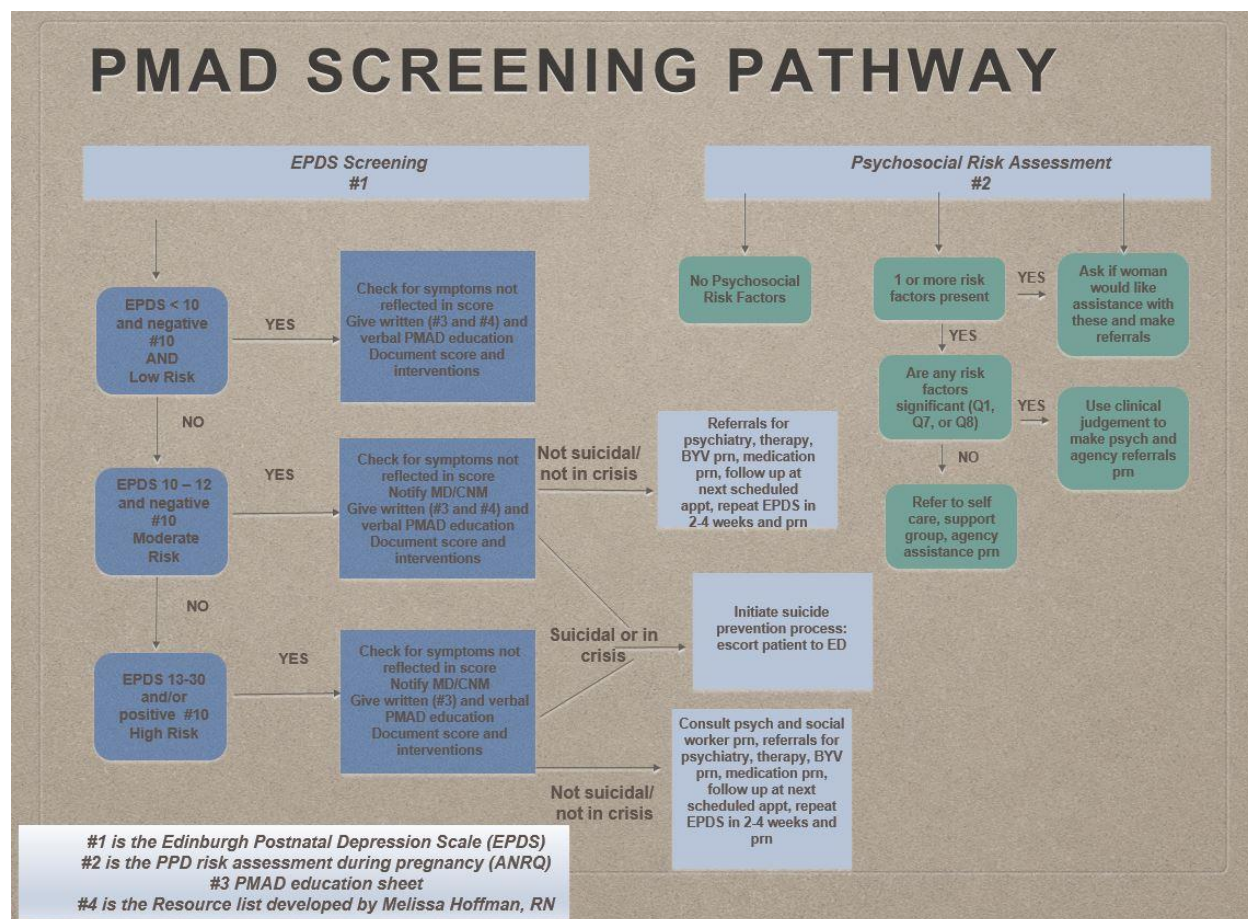 PMAD SCREENING PATHWAY
EPDS Screening
#1
EPDS < 10
and negative
#10
AND
Low Risk
YES
Check for symptoms not
reflected in score
Give written (#3 and #4) and
verbal PMAD education
Document score and
interventions
NO
EPDS 10 – 12
and negative
#10
Moderate
Risk
YES
Check for symptoms not
reflected in score
Notify MD/CNM
Give written (#3 and #4) and
verbal PMAD education
Document score and
interventions
Not suicidal/
not in crisis
Referrals for
psychiatry, therapy,
BYV prn, medication
prn, follow up at
next scheduled
appt, repeat EPDS in
2-4 weeks and prn
NO
EPDS 13-30
and/or
positive #10
High Risk
YES
Check for symptoms not
reflected in score
Notify MD/CNM
Give written (#3) and verbal
PMAD education
Document score and
interventions
Suicidal or in
crisis
Initiate suicide
prevention process:
escort patient to ED
Not suicidal/
not in crisis
Consult psych and social
worker prn, referrals for
psychiatry, therapy, BYV
prn, medication prn,
follow up at next
scheduled appt, repeat
EPDS in 2-4 weeks and
prn
Psychosocial Risk Assessment
#2
No Psychosocial
Risk Factors
1 or more risk
factors present
YES
Ask if woman
would like
assistance with
these and make
referrals
YES
Are any risk
factors
significant (Q1,
Q7, or Q8)
YES
Use clinical
judgement to
make psych and
agency referrals
prn
NO
Refer to self
care, support
group, agency
assistance prn
#1 is the Edinburgh Postnatal Depression Scale (EPDS)
#2 is the PPD risk assessment during pregnancy (ANRQ)
#3 PMAD education sheet
#4 is the Resource list developed by Melissa Hoffman, RN